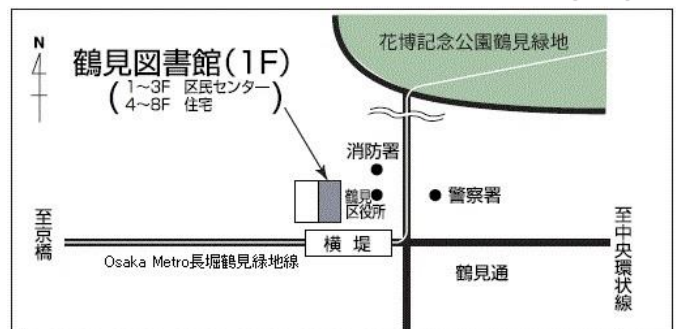 花博記念公園鶴見緑地
N
鶴見図書館(1F)
(1~3F 区民センター
4~8F 住宅)
消防署
鶴見
区役所
警察署
至京橋
横堤
至中央環状線
Osaka Metro長堀鶴見緑地線
鶴見通